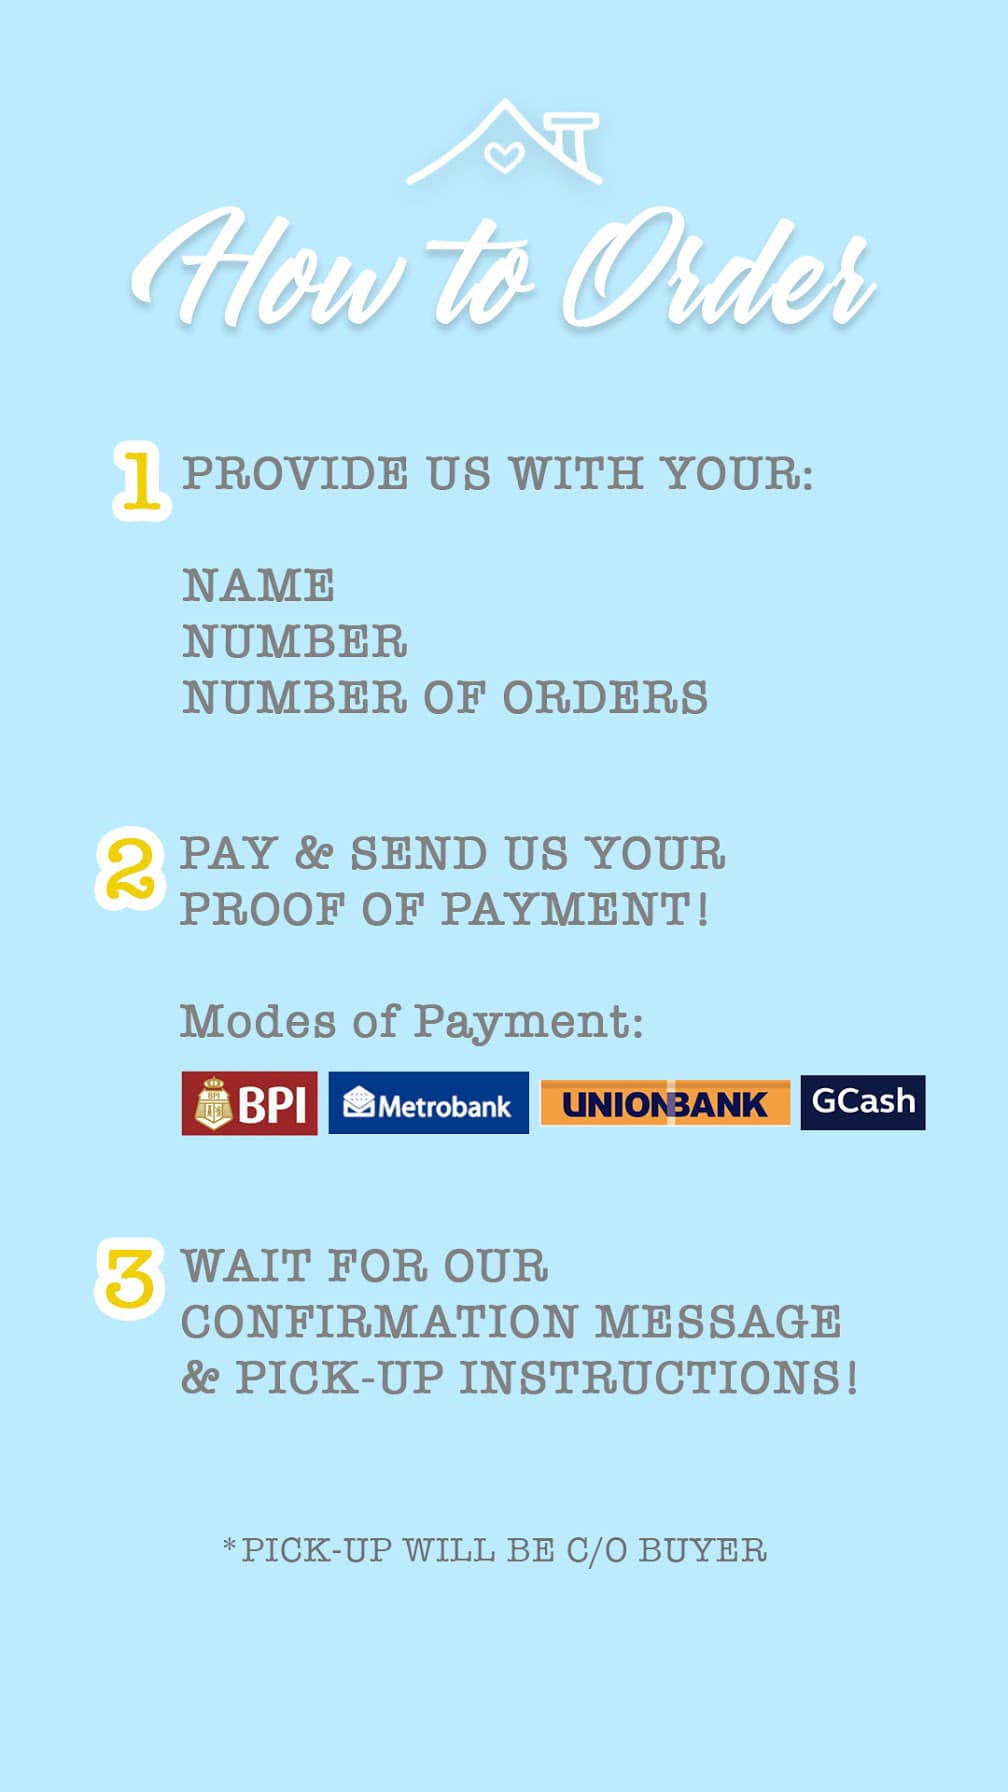 How to Order
1 PROVIDE US WITH YOUR:
NAME
NUMBER
NUMBER OF ORDERS
2 PAY & SEND US YOUR
PROOF OF PAYMENT!
Modes of Payment:
BPI BPI Metrobank UNIONBANK GCash
3 WAIT FOR OUR
CONFIRMATION MESSAGE
& PICK-UP INSTRUCTIONS!
*PICK-UP WILL BE C/O BUYER